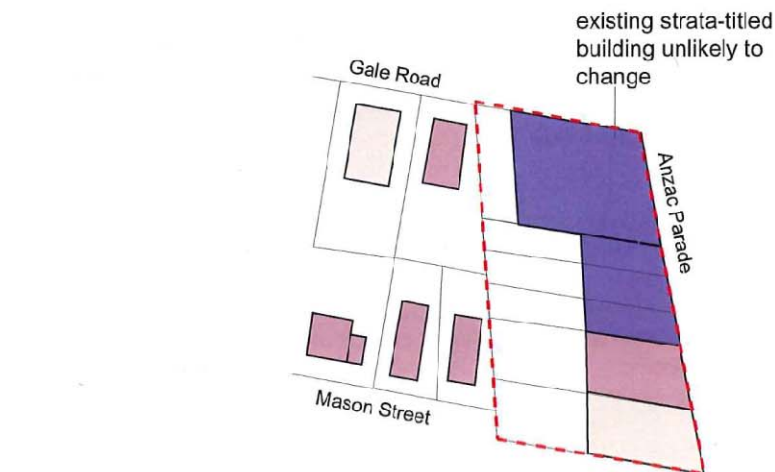 existing strata-titled
building unlikely to
change
Gale Road
Anzac Parade
Mason Street